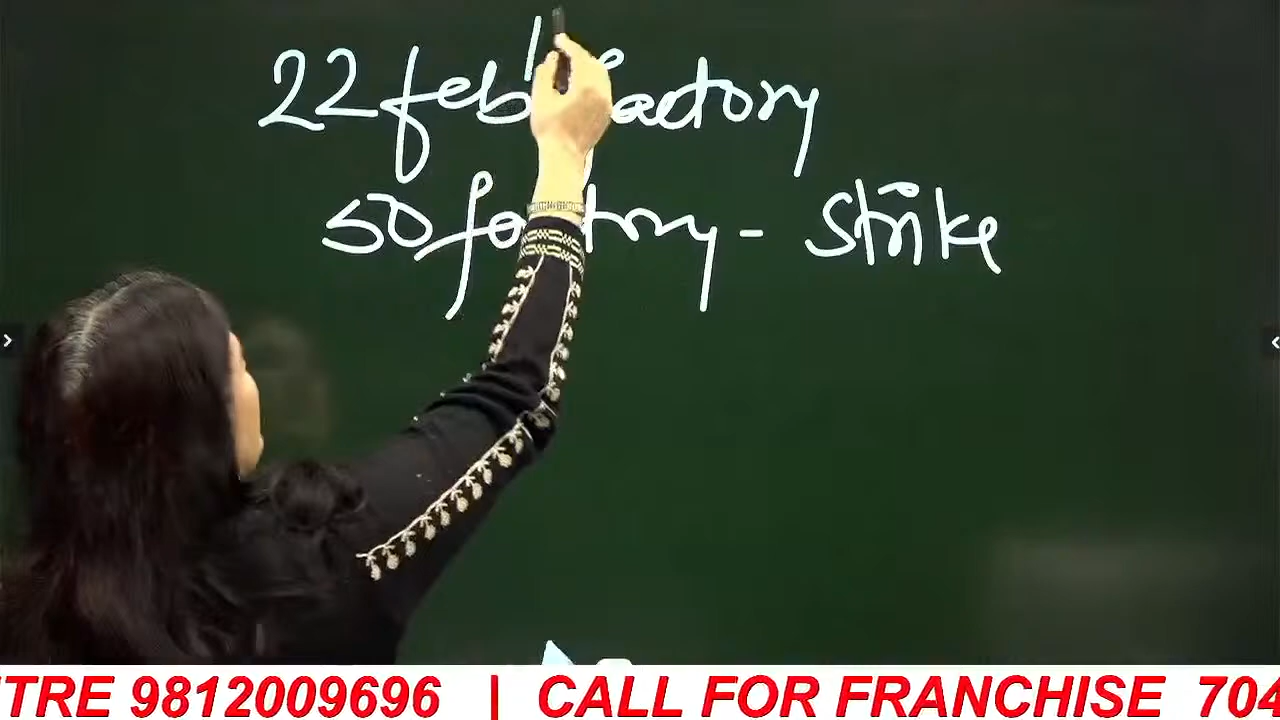 22 feb factory
50 factory - strike
TRE 9812009696 | CALL FOR FRANCHISE 704